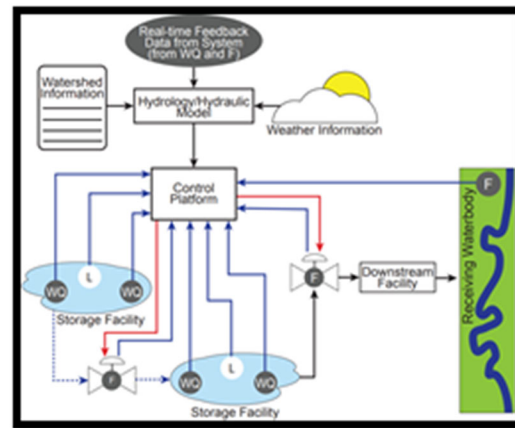 Real-time Feedback
Data from System
(from WQ and F)
Watershed
Information
Hydrology/Hydraulic
Model
Weather Information
Control
Platform
F
L
WQ
WQ
F
Downstream
Facility
Receiving Waterbody
Storage Facility
L
F
WQ
WQ
Storage Facility